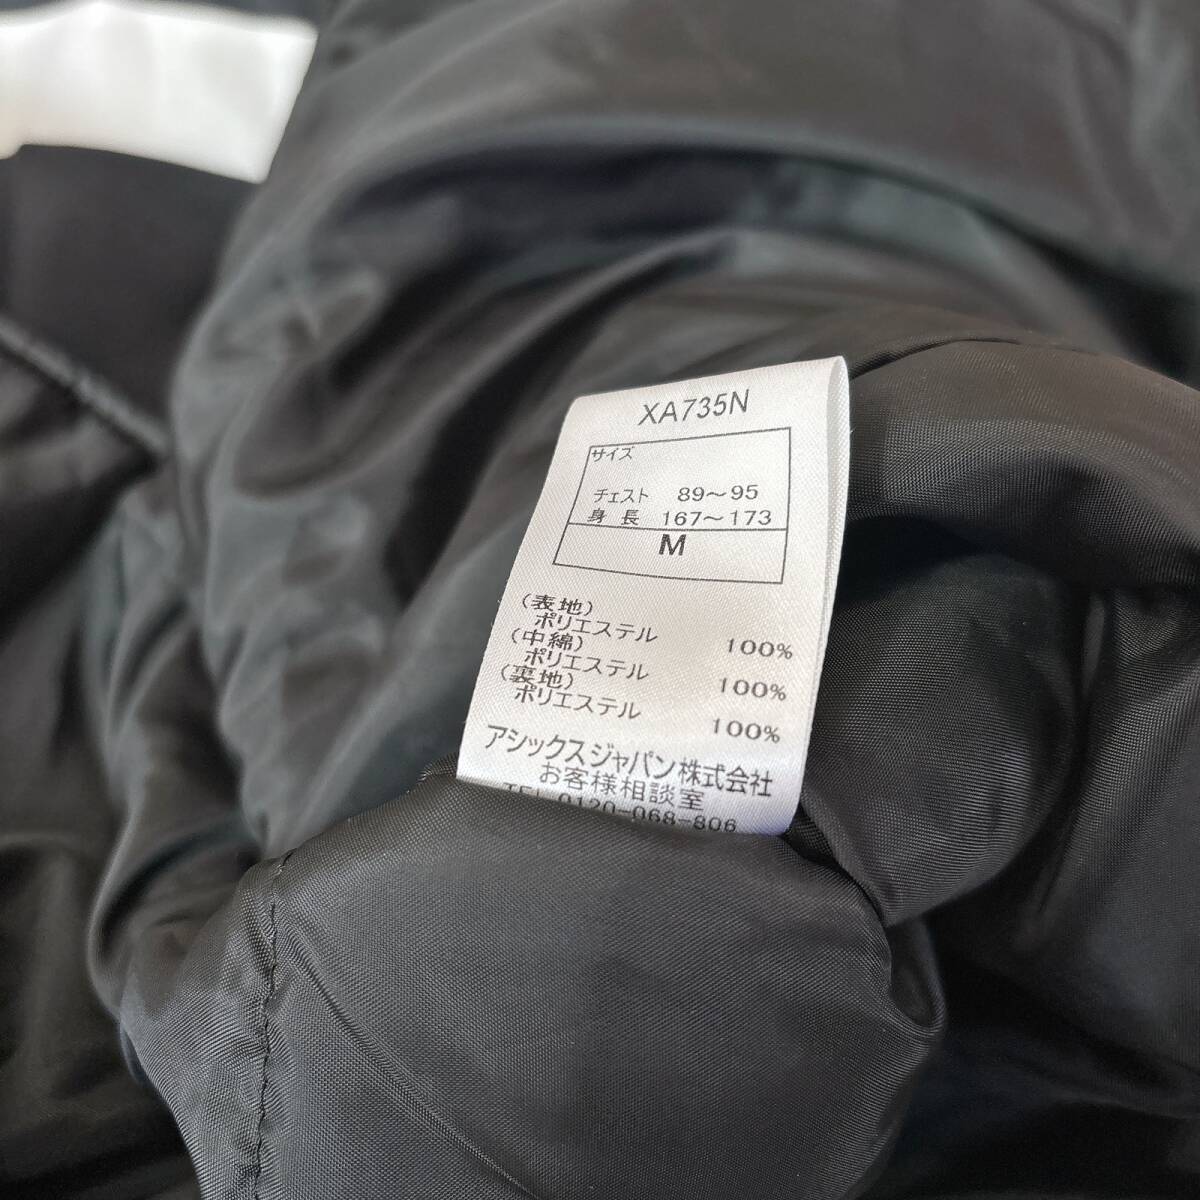 XA735N
サイズ
チェスト 89〜95
身長 167〜173
M
(表地)
ポリエステル 100%
(中綿)
ポリエステル 100%
(裏地)
ポリエステル 100%
アシックスジャパン株式会社
お客様相談室
TEL 0120-068-806